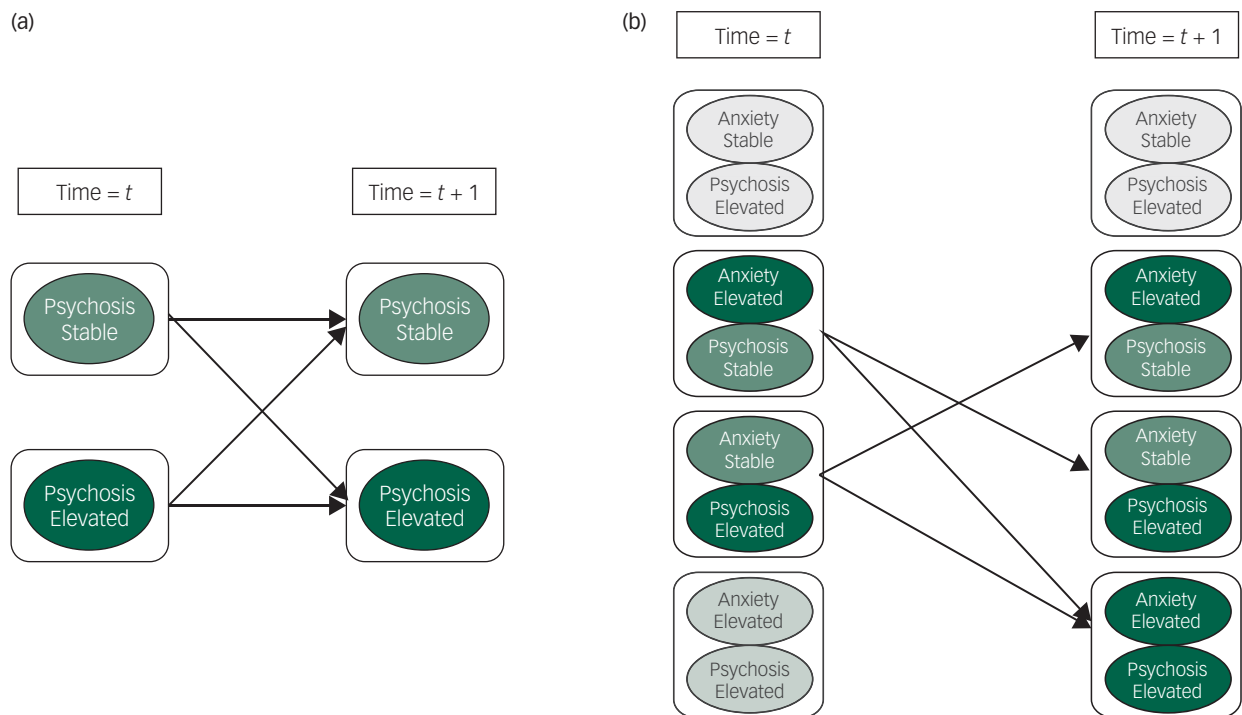 (a)
Time = t
Time = t + 1
Psychosis
Stable
Psychosis
Stable
Psychosis
Elevated
Psychosis
Elevated
(b)
Time = t
Time = t + 1
Anxiety
Stable
Psychosis
Elevated
Anxiety
Stable
Psychosis
Elevated
Anxiety
Elevated
Psychosis
Stable
Anxiety
Elevated
Psychosis
Stable
Anxiety
Stable
Psychosis
Elevated
Anxiety
Stable
Psychosis
Elevated
Anxiety
Elevated
Psychosis
Elevated
Anxiety
Elevated
Psychosis
Elevated